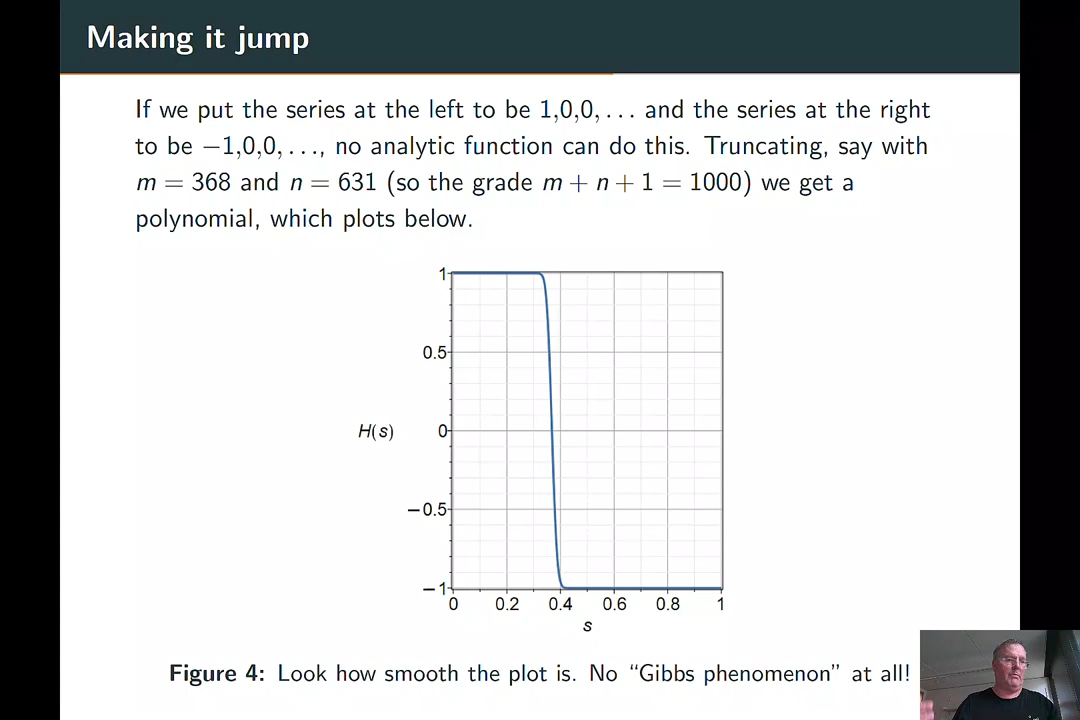 Making it jump
If we put the series at the left to be 1,0,0, . . . and the series at the right
to be −1,0,0, . . ., no analytic function can do this. Truncating, say with
m = 368 and n = 631 (so the grade m + n + 1 = 1000) we get a
polynomial, which plots below.
1
0.5
H(s)
0
−0.5
−1
0 0.2 0.4 0.6 0.8 1
s
Figure 4: Look how smooth the plot is. No “Gibbs phenomenon” at all!